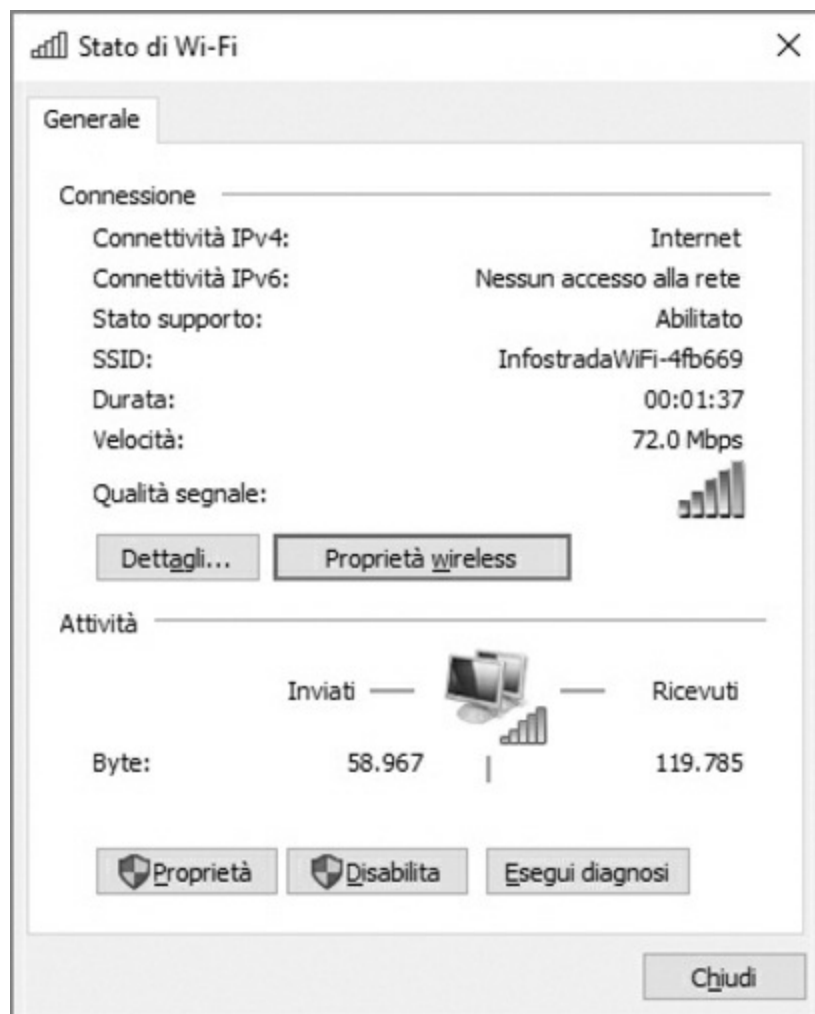 Stato di Wi-Fi
Generale
Connessione
Connettività IPv4: Internet
Connettività IPv6: Nessun accesso alla rete
Stato supporto: Abilitato
SSID: InfostradaWiFi-4fb669
Durata: 00:01:37
Velocità: 72.0 Mbps
Qualità segnale:
Dettagli... Proprietà wireless
Attività
Inviati Ricevuti
Byte: 58.967 119.785
Proprietà Disabilita Esegui diagnosi
Chiudi